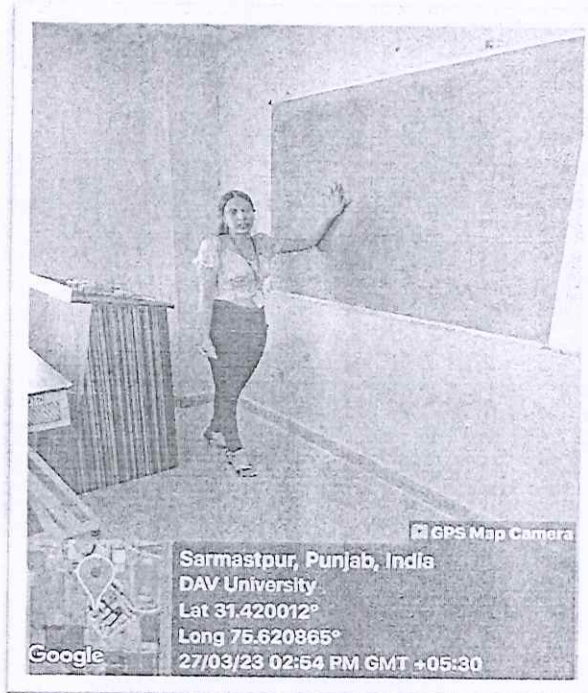 GPS Map Camera
Sarmastpur, Punjab, India
DAV University
Lat 31.420012°
Long 75.620865°
27/03/23 02:54 PM GMT +05:30
Google